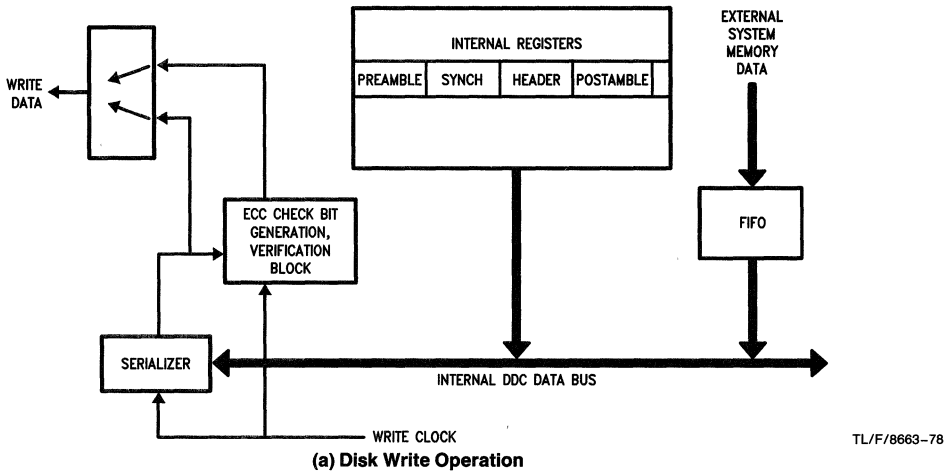 INTERNAL REGISTERS
PREAMBLE SYNCH HEADER POSTAMBLE
EXTERNAL
SYSTEM
MEMORY
DATA
WRITE
DATA
ECC CHECK BIT
GENERATION,
VERIFICATION
BLOCK
FIFO
SERIALIZER
INTERNAL DDC DATA BUS
WRITE CLOCK
TL/F/8663–78
(a) Disk Write Operation